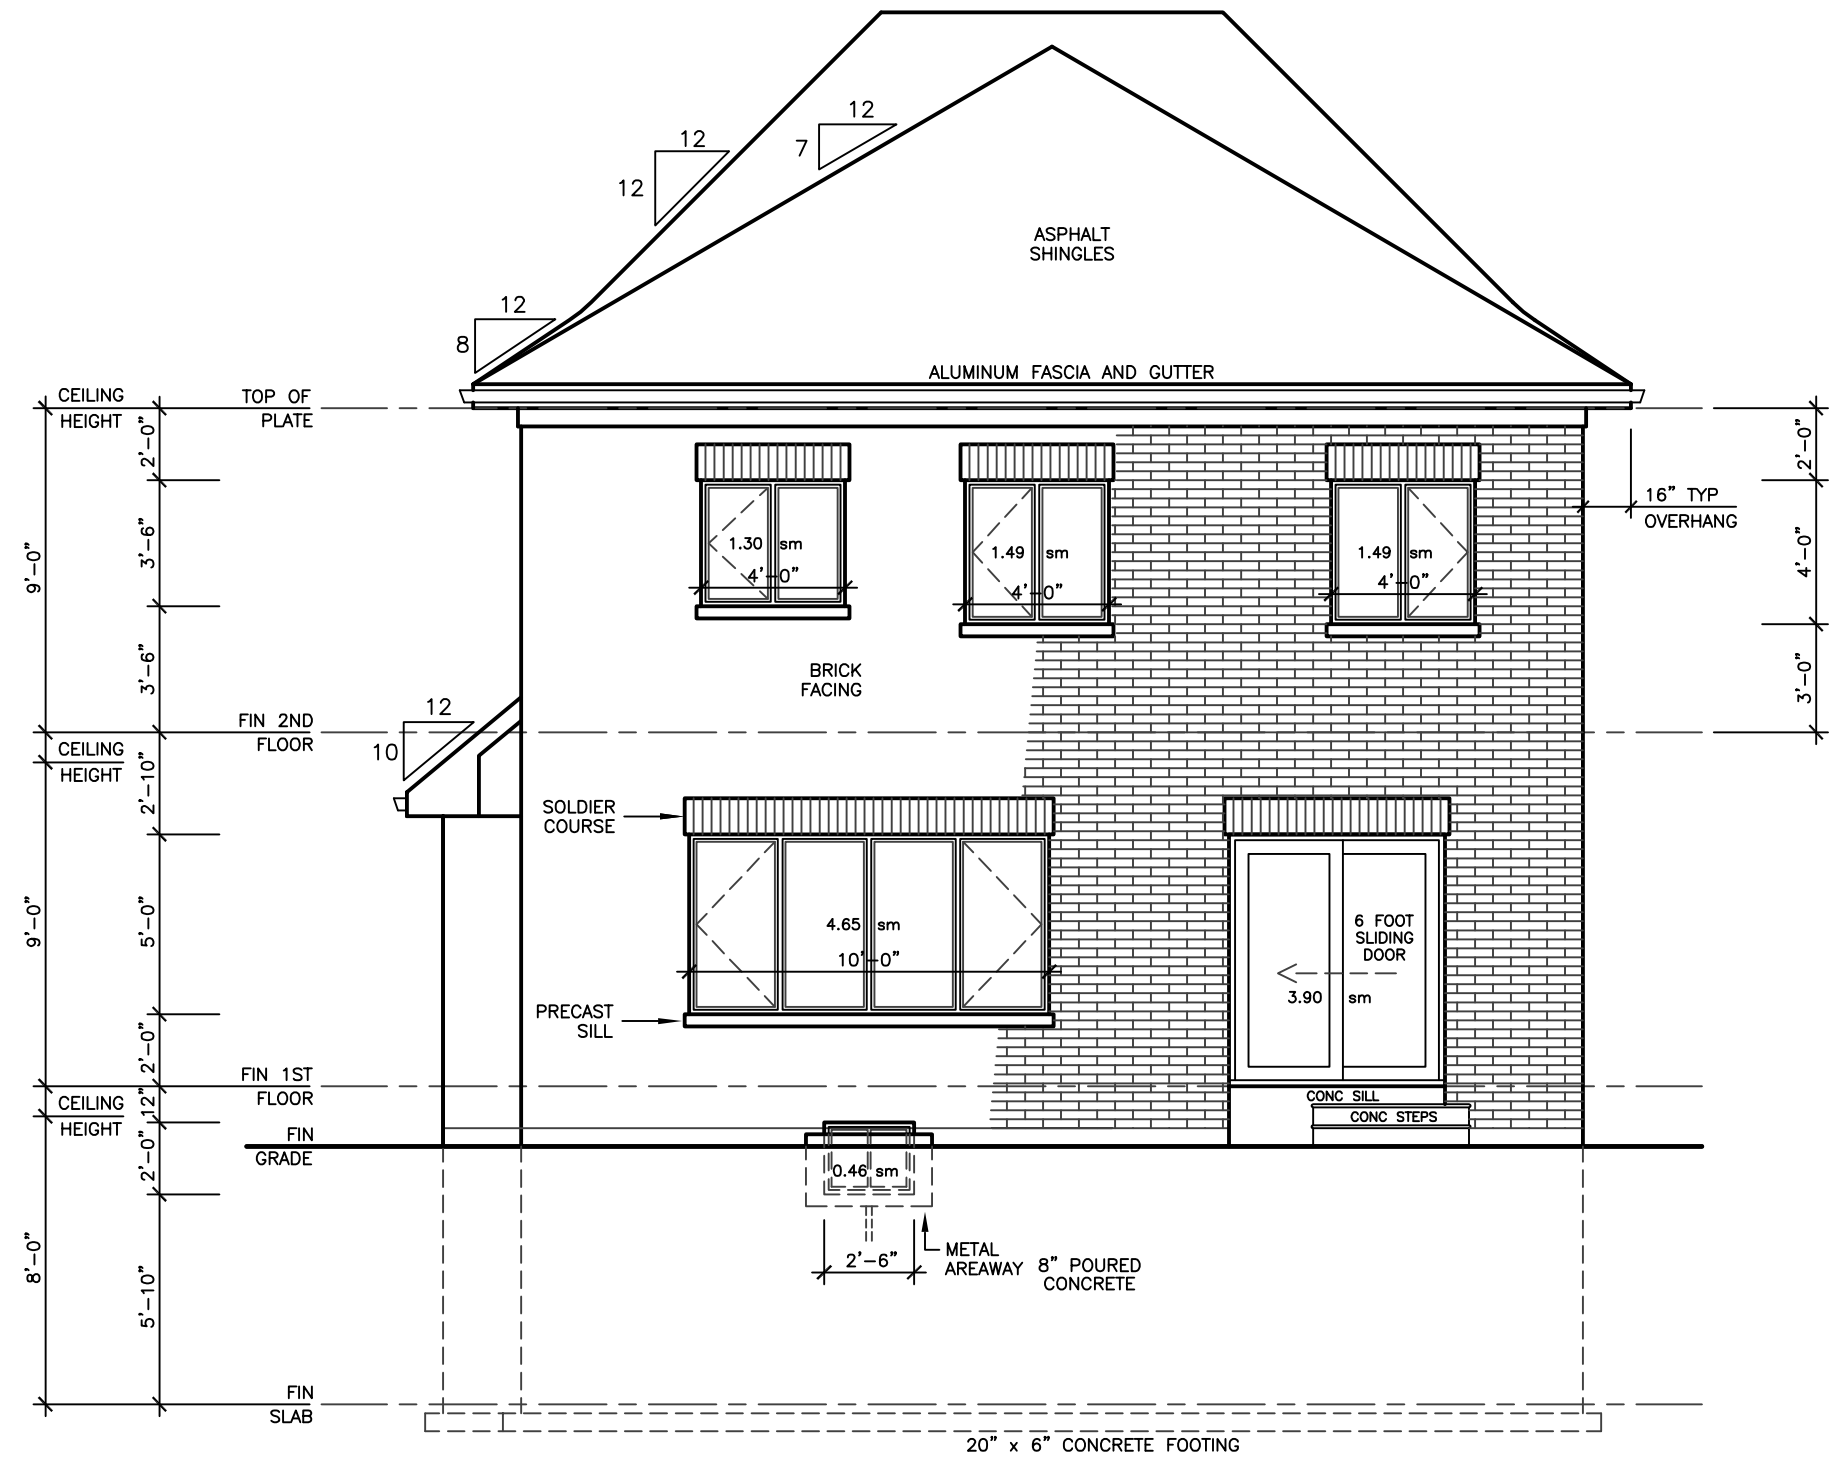 12
7
12
12
ASPHALT
SHINGLES
12
8
ALUMINUM FASCIA AND GUTTER
CEILING
HEIGHT
TOP OF
PLATE
2'-0"
2'-0"
16" TYP
OVERHANG
9'-0"
3'-6"
1.30 sm
4'-0"
1.49 sm
4'-0"
1.49 sm
4'-0"
4'-0"
3'-6"
BRICK
FACING
3'-0"
12
10
FIN 2ND
FLOOR
CEILING
HEIGHT
2'-10"
SOLDIER
COURSE
9'-0"
5'-0"
4.65 sm
10'-0"
6 FOOT
SLIDING
DOOR
3.90 sm
PRECAST
SILL
2'-0"
FIN 1ST
FLOOR
CEILING
HEIGHT
12"
CONC SILL
CONC STEPS
FIN
GRADE
2'-0"
0.46 sm
2'-6"
METAL
AREAWAY
8" POURED
CONCRETE
8'-0"
5'-10"
FIN
SLAB
20" x 6" CONCRETE FOOTING